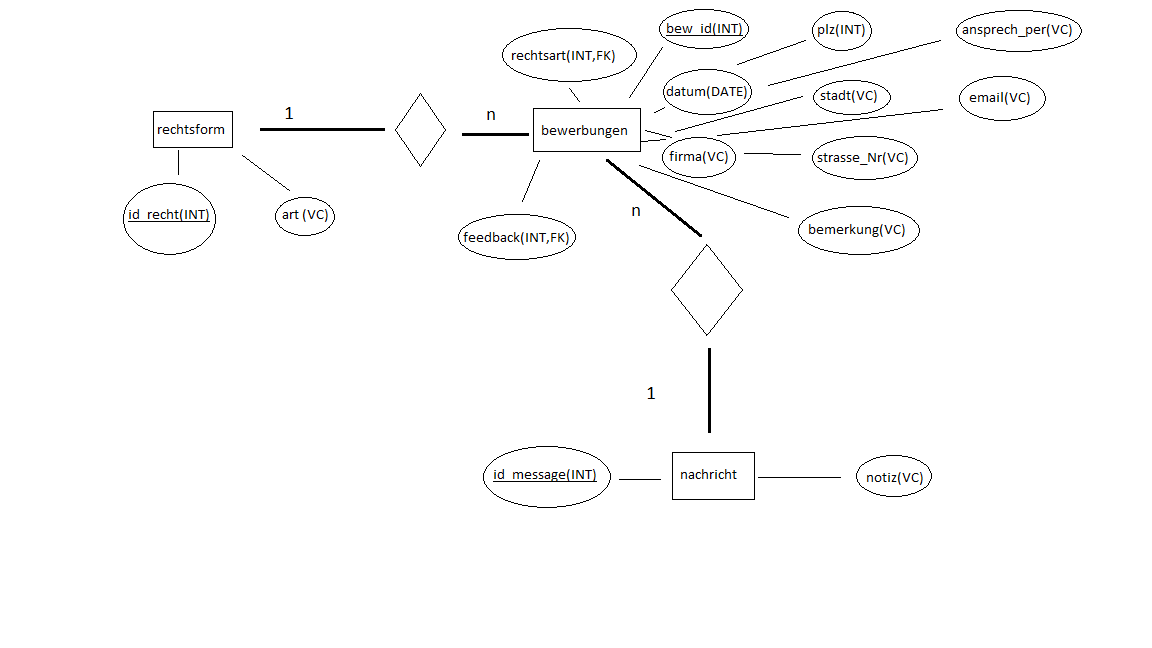 bew_id(INT)
plz(INT)
ansprech_per(VC)
rechtsart(INT,FK)
datum(DATE)
stadt(VC)
email(VC)
1
n
rechtsform
bewerbungen
firma(VC)
strasse_Nr(VC)
id_recht(INT)
art (VC)
n
feedback(INT,FK)
bemerkung(VC)
1
id_message(INT)
nachricht
notiz(VC)